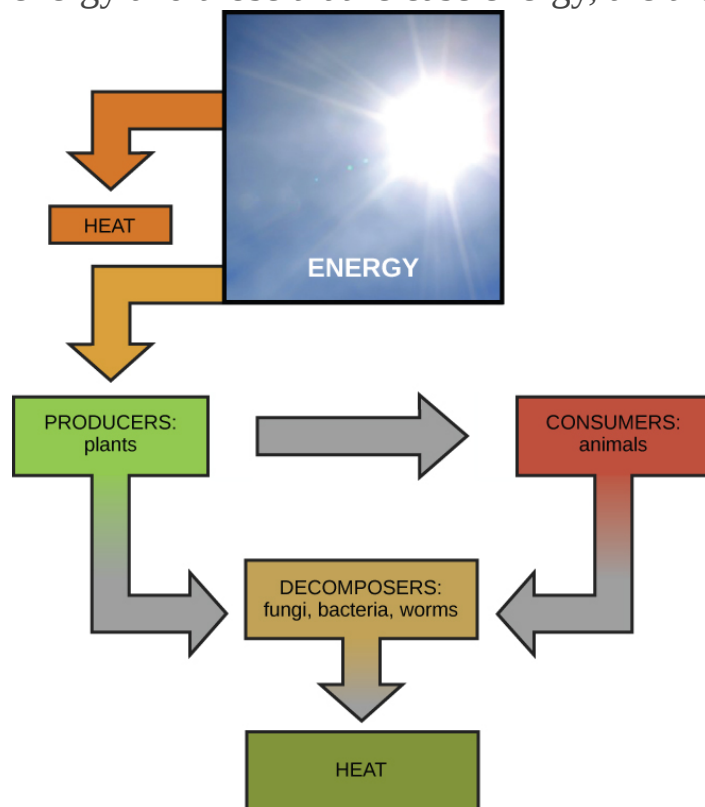 ENERGY
HEAT
PRODUCERS:
plants
CONSUMERS:
animals
DECOMPOSERS:
fungi, bacteria, worms
HEAT